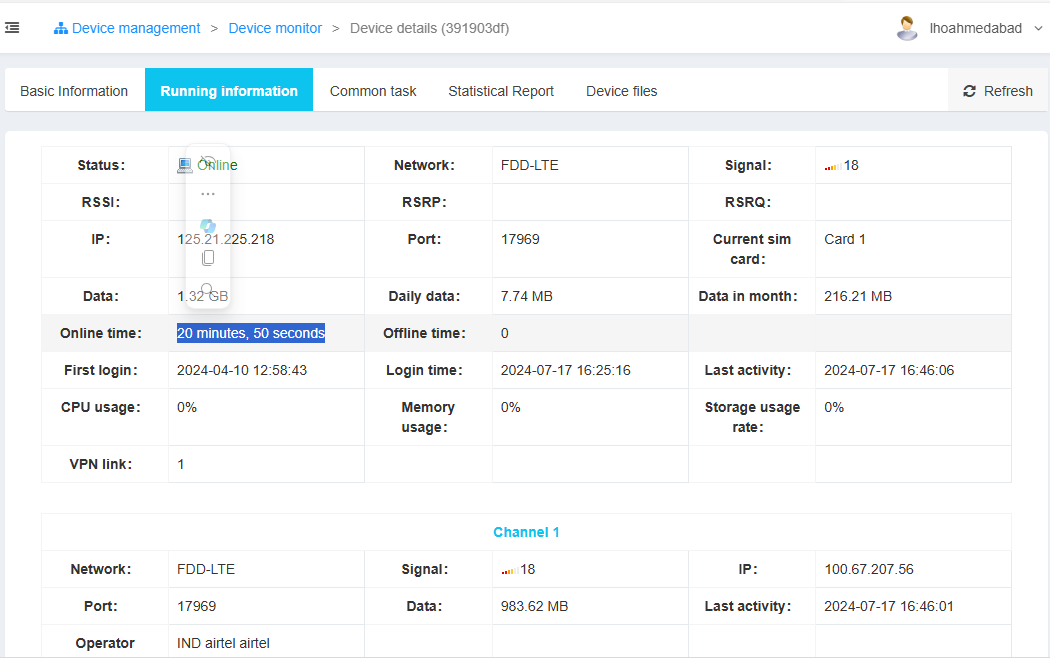 Device management > Device monitor > Device details (391903df)
lhoahmedabad
Basic Information Running information Common task Statistical Report Device files Refresh
Status: Online Network: FDD-LTE Signal: 18
RSSI: RSRP: RSRQ:
IP: 125.21.225.218 Port: 17969 Current sim card: Card 1
Data: 1.32 GB Daily data: 7.74 MB Data in month: 216.21 MB
Online time: 20 minutes, 50 seconds Offline time: 0
First login: 2024-04-10 12:58:43 Login time: 2024-07-17 16:25:16 Last activity: 2024-07-17 16:46:06
CPU usage: 0% Memory usage: 0% Storage usage rate: 0%
VPN link: 1
Channel 1
Network: FDD-LTE Signal: 18 IP: 100.67.207.56
Port: 17969 Data: 983.62 MB Last activity: 2024-07-17 16:46:01
Operator IND airtel airtel